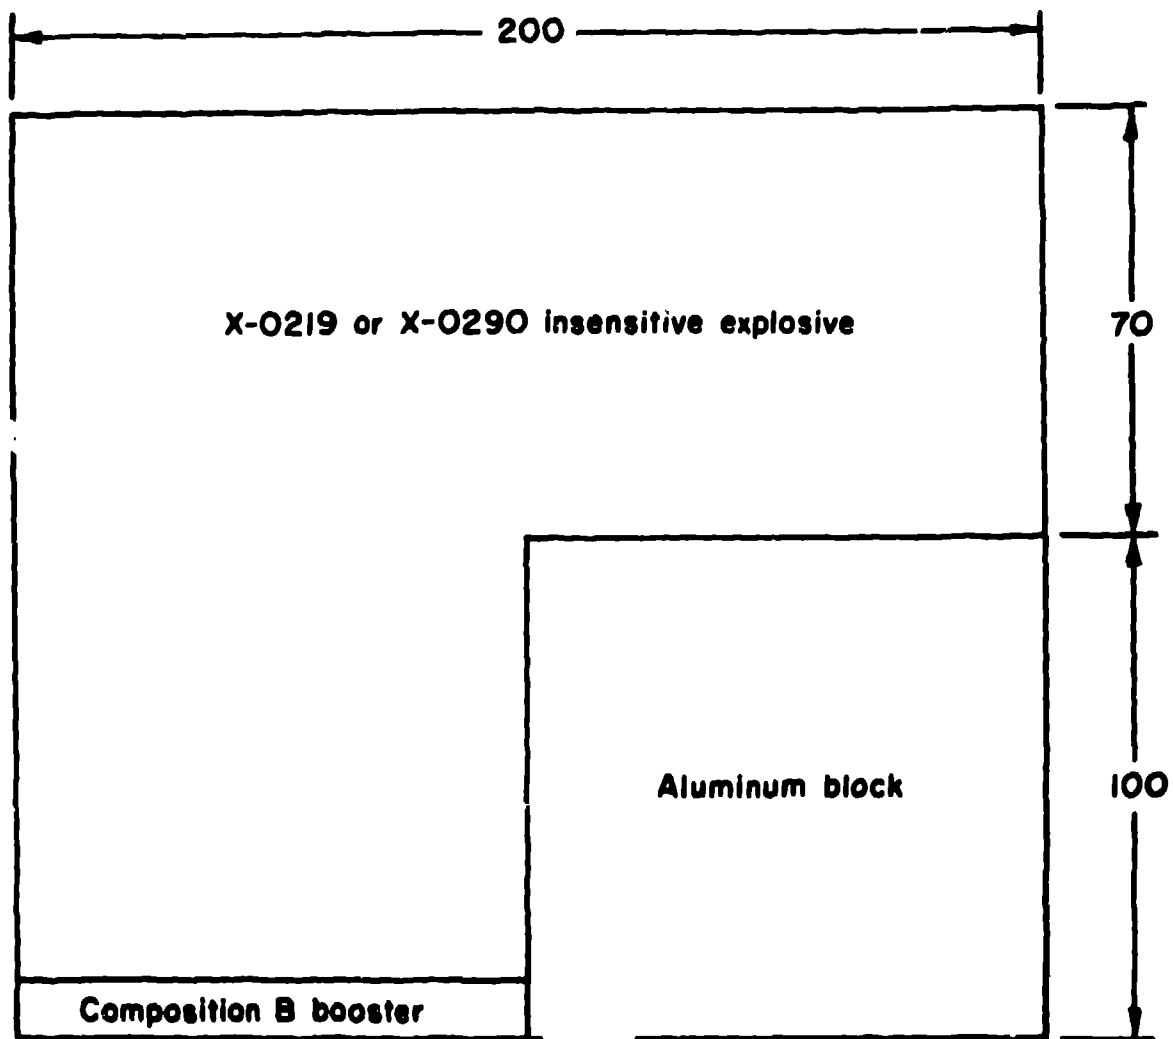 200
X-0219 or X-0290 insensitive explosive
70
Aluminum block
100
Composition B booster